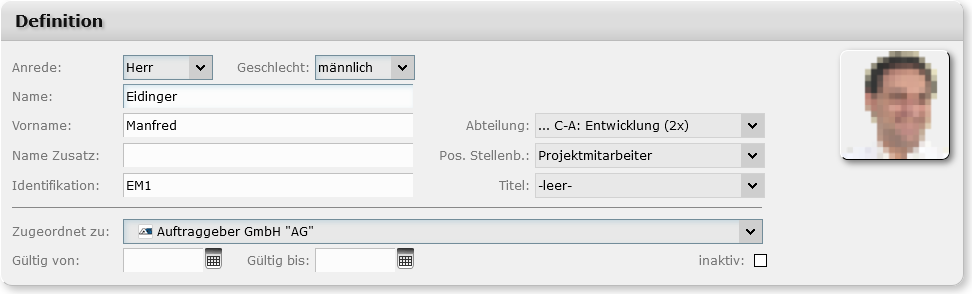 Definition
Anrede: Herr Geschlecht: männlich
Name: Eidinger
Vorname: Manfred Abteilung: ... C-A: Entwicklung (2x)
Name Zusatz: Pos. Stellenb.: Projektmitarbeiter
Identifikation: EM1 Titel: -leer-
Zugeordnet zu: Auftraggeber GmbH "AG"
Gültig von: Gültig bis: inaktiv: